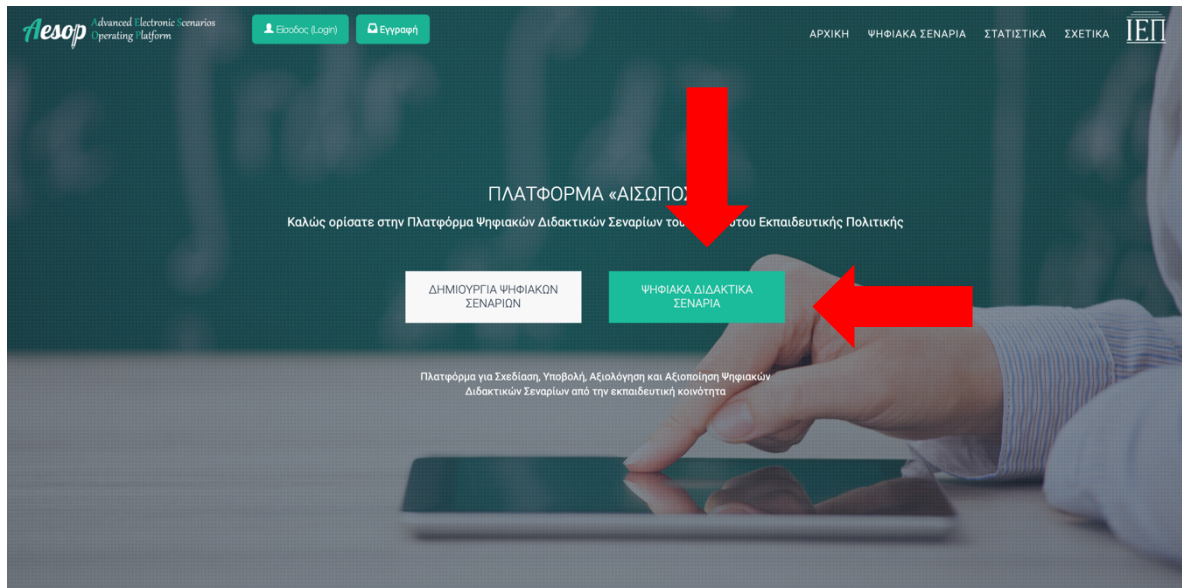 Aesop Advanced Electronic Scenarios
Operating Platform
Είσοδος (Login)
Εγγραφή
ΑΡΧΙΚΗ ΨΗΦΙΑΚΑ ΣΕΝΑΡΙΑ ΣΤΑΤΙΣΤΙΚΑ ΣΧΕΤΙΚΑ ΙΕΠ
ΠΛΑΤΦΟΡΜΑ «ΑΙΣΩΠΟΣ
Καλώς ορίσατε στην Πλατφόρμα Ψηφιακών Διδακτικών Σεναρίων Εκπαιδευτικής Πολιτικής
ΔΗΜΙΟΥΡΓΙΑ ΨΗΦΙΑΚΩΝ
ΣΕΝΑΡΙΩΝ
ΨΗΦΙΑΚΑ ΔΙΔΑΚΤΙΚΑ
ΣΕΝΑΡΙΑ
Πλατφόρμα για Σχεδίαση, Υποβολή, Αξιολόγηση και Αξιοποίηση Ψηφιακών
Διδακτικών Σεναρίων από την εκπαιδευτική κοινότητα